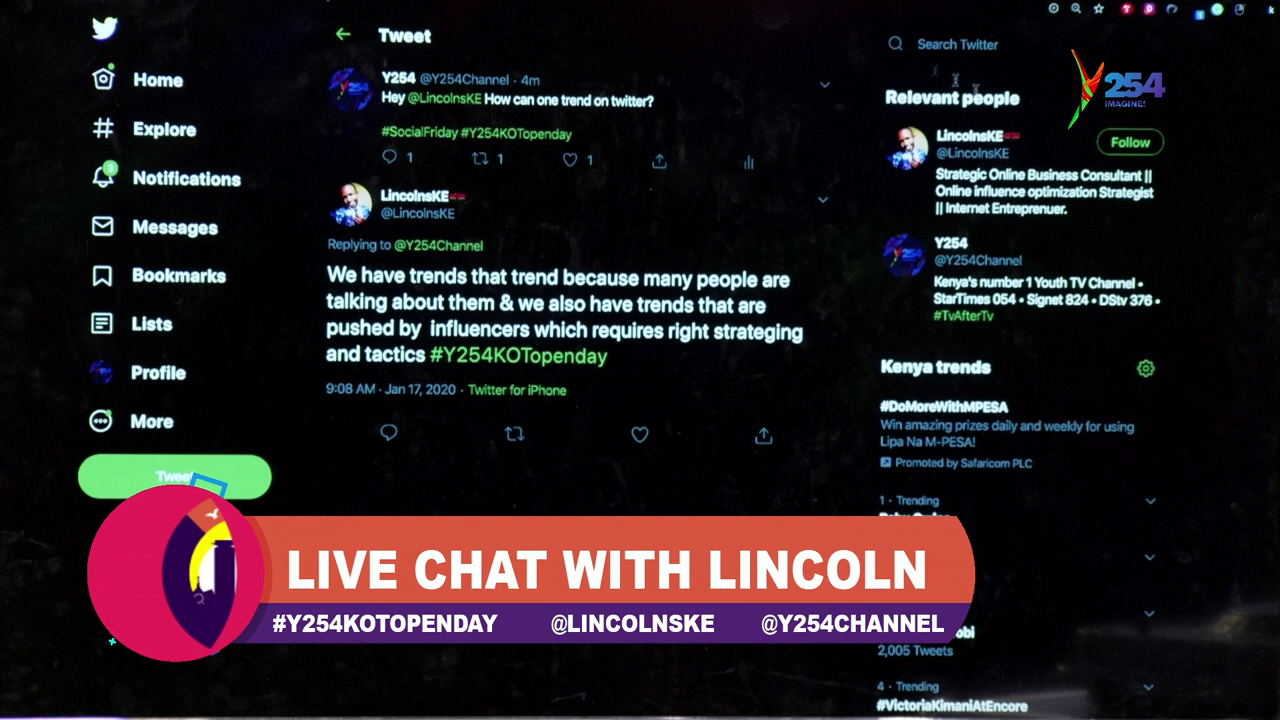 Home
Explore
3
Notifications
Messages
Bookmarks
Lists
Profile
More
Tweet
Tweet
Y254 @Y254Channel · 4m
Hey @LincolnsKE How can one trend on twitter?
#SocialFriday #Y254KOTopenday
1 1 1
LincolnsKE
@LincolnsKE
Replying to @Y254Channel
We have trends that trend because many people are
talking about them & we also have trends that are
pushed by influencers which requires right strateging
and tactics #Y254KOTopenday
9:08 AM · Jan 17, 2020 · Twitter for iPhone
Search Twitter
Y254
IMAGINE!
Relevant people
LincolnsKE
@LincolnsKE
Follow
Strategic Online Business Consultant ||
Online influence optimization Strategist
|| Internet Entreprenuer.
Y254
@Y254Channel
Kenya's number 1 Youth TV Channel •
StarTimes 054 • Signet 824 • DStv 376 •
#TvAfterTv
Kenya trends
#DoMoreWithMPESA
Win amazing prizes daily and weekly for using
Lipa Na M-PESA!
Promoted by Safaricom PLC
1 · Trending
obi
2,005 Tweets
4 · Trending
#VictoriaKimaniAtEncore
LIVE CHAT WITH LINCOLN
#Y254KOTOPENDAY @LINCOLNSKE @Y254CHANNEL